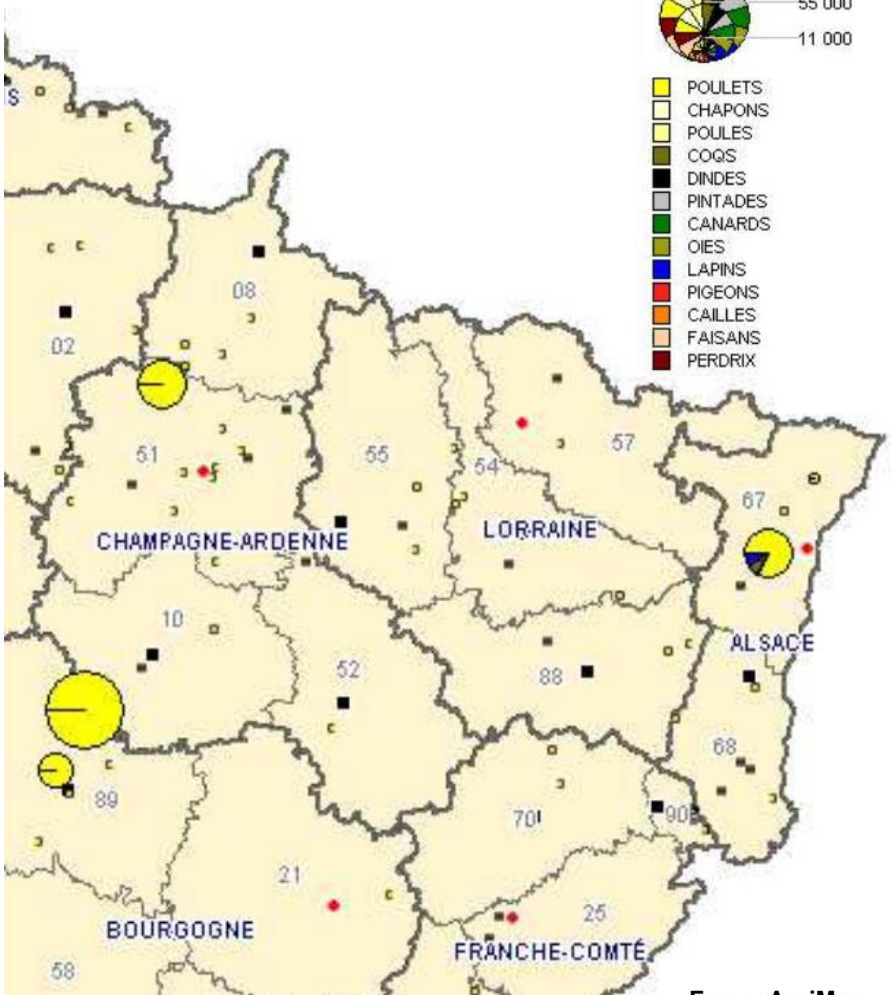 55 000
11 000
POULETS
CHAPONS
POULES
COQS
DINDES
PINTADES
CANARDS
OIES
LAPINS
PIGEONS
CAILLES
FAISANS
PERDRIX
S
08
02
51
55
54
57
67
CHAMPAGNE-ARDENNE
LORRAINE
10
52
88
ALSACE
68
89
70
90
21
25
BOURGOGNE
FRANCHE-COMTÉ
58